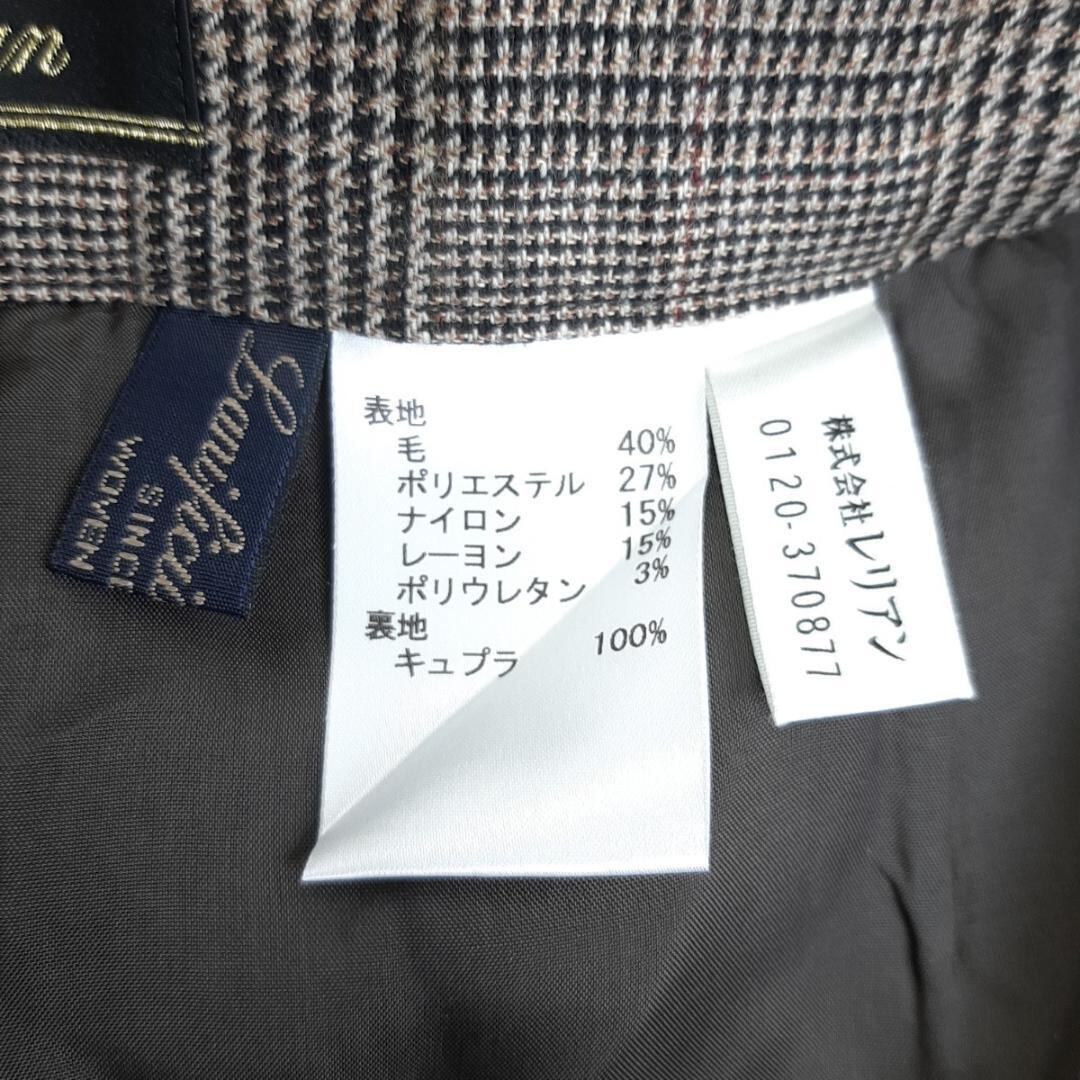 表地
毛 40%
ポリエステル 27%
ナイロン 15%
レーヨン 15%
ポリウレタン 3%
裏地
キュプラ 100%
株式会社レリアン
0120-370877
WOMEN